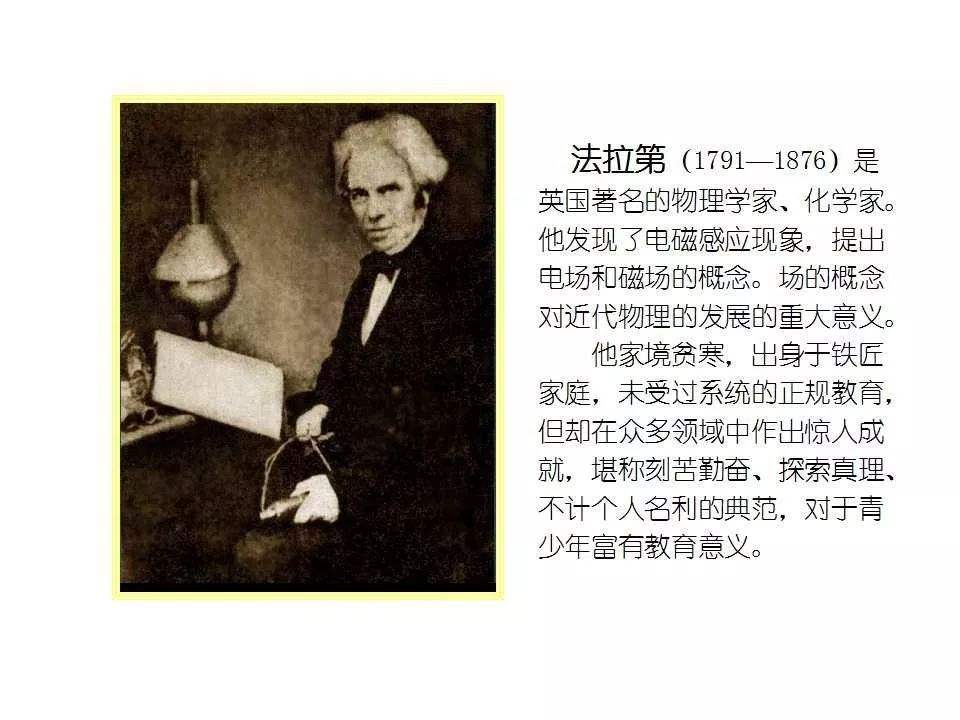 法拉第（1791—1876）是
英国著名的物理学家、化学家。
他发现了电磁感应现象，提出
电场和磁场的概念。场的概念
对近代物理的发展的重大意义。
他家境贫寒，出身于铁匠
家庭，未受过系统的正规教育，
但却在众多领域中作出惊人成
就，堪称刻苦勤奋、探索真理、
不计个人名利的典范，对于青
少年富有教育意义。